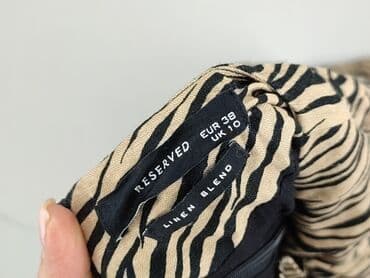 RESERVED
EUR 38
UK 10
LINEN BLEND